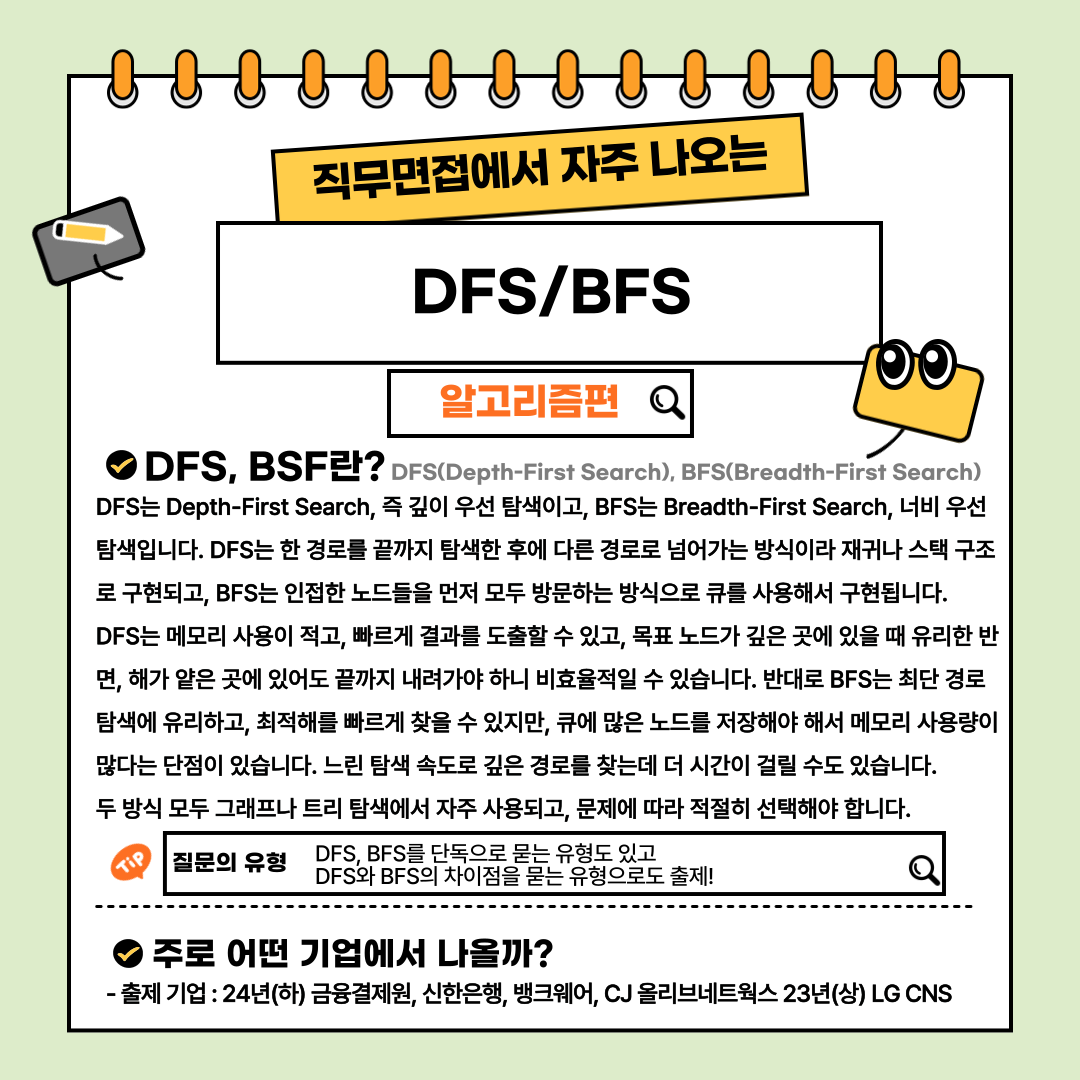 직무면접에서 자주 나오는
DFS/BFS
알고리즘편
DFS, BSF란? DFS(Depth-First Search), BFS(Breadth-First Search)
DFS는 Depth-First Search, 즉 깊이 우선 탐색이고, BFS는 Breadth-First Search, 너비 우선
탐색입니다. DFS는 한 경로를 끝까지 탐색한 후에 다른 경로로 넘어가는 방식이라 재귀나 스택 구조
로 구현되고, BFS는 인접한 노드들을 먼저 모두 방문하는 방식으로 큐를 사용해서 구현됩니다.
DFS는 메모리 사용이 적고, 빠르게 결과를 도출할 수 있고, 목표 노드가 깊은 곳에 있을 때 유리한 반
면, 해가 얕은 곳에 있어도 끝까지 내려가야 하니 비효율적일 수 있습니다. 반대로 BFS는 최단 경로
탐색에 유리하고, 최적해를 빠르게 찾을 수 있지만, 큐에 많은 노드를 저장해야 해서 메모리 사용량이
많다는 단점이 있습니다. 느린 탐색 속도로 깊은 경로를 찾는데 더 시간이 걸릴 수도 있습니다.
두 방식 모두 그래프나 트리 탐색에서 자주 사용되고, 문제에 따라 적절히 선택해야 합니다.
TiP 질문의 유형 DFS, BFS를 단독으로 묻는 유형도 있고
DFS와 BFS의 차이점을 묻는 유형으로도 출제!
주로 어떤 기업에서 나올까?
- 출제 기업 : 24년(하) 금융결제원, 신한은행, 뱅크웨어, CJ 올리브네트웍스 23년(상) LG CNS